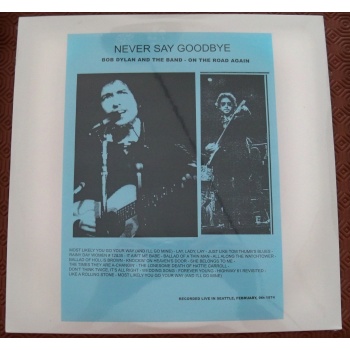 NEVER SAY GOODBYE
BOB DYLAN AND THE BAND - ON THE ROAD AGAIN
MOST LIKELY YOU GO YOUR WAY (AND I'LL GO MINE) - LAY, LADY LAY - JUST LIKE TOM THUMB'S BLUES -
RAINY DAY WOMEN # 12&35 - IT AIN'T ME BABE - BALLAD OF A THIN MAN - ALL ALONG THE WATCHTOWER -
BALLAD OF HOLLIS BROWN - KNOCKIN' ON HEAVEN'S DOOR - SHE BELONGS TO ME -
THE TIMES THEY ARE A-CHANGIN' - THE LONESOME DEATH OF HATTIE CARROLL -
DON'T THINK TWICE, IT'S ALL RIGHT - WEDDING SONG - FOREVER YOUNG - HIGHWAY 61 REVISITED -
LIKE A ROLLING STONE - MOST LIKELY YOU GO YOUR WAY (AND I'LL GO MINE)
RECORDED LIVE IN SEATTLE, FEBRUARY, 9th 1974